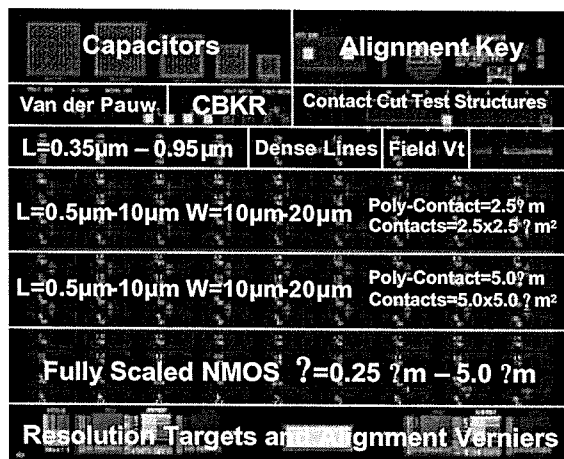 Capacitors
Alignment Key
Van der Pauw
CBKR
Contact Cut Test Structures
L=0.35µm – 0.95µm
Dense Lines
Field Vt
L=0.5µm-10µm W=10µm-20µm
Poly-Contact=2.5? m
Contacts=2.5x2.5 ? m²
L=0.5µm-10µm W=10µm-20µm
Poly-Contact=5.0? m
Contacts=5.0x5.0 ? m²
Fully Scaled NMOS ?=0.25 ?m – 5.0 ?m
Resolution Targets and Alignment Verniers